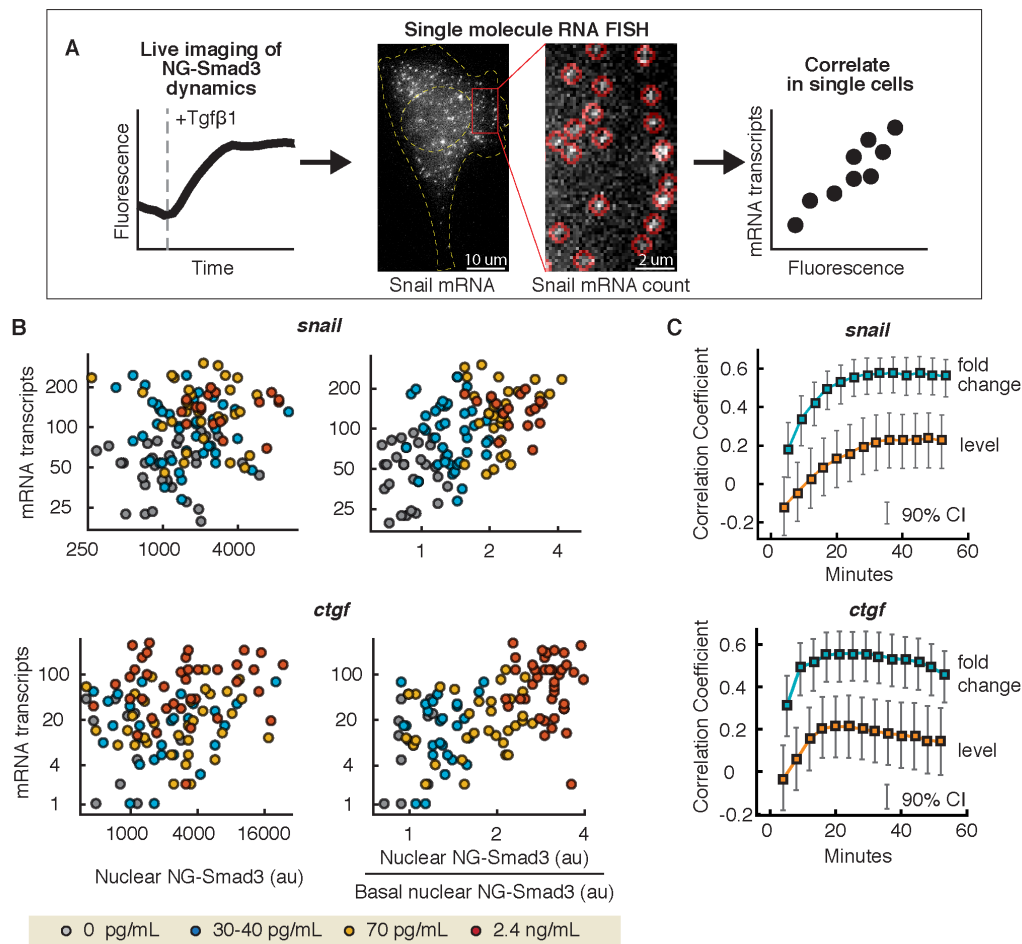 A
Live imaging of
NG-Smad3
dynamics
+Tgfβ1
Fluorescence
Time
Single molecule RNA FISH
10 um
2 um
Snail mRNA
Snail mRNA count
Correlate
in single cells
mRNA transcripts
Fluorescence
B
snail
mRNA transcripts
200
100
50
25
250
1000
4000
200
100
50
25
1
2
4
ctgf
mRNA transcripts
100
20
4
1
1000
4000
16000
Nuclear NG-Smad3 (au)
100
20
4
1
1
2
4
Nuclear NG-Smad3 (au)
Basal nuclear NG-Smad3 (au)
0 pg/mL
30-40 pg/mL
70 pg/mL
2.4 ng/mL
C
snail
Correlation Coefficient
0.6
0.4
0.2
0
-0.2
fold
change
level
90% CI
0
20
40
60
Minutes
ctgf
Correlation Coefficient
0.6
0.4
0.2
0
-0.2
fold
change
level
90% CI
0
20
40
60
Minutes